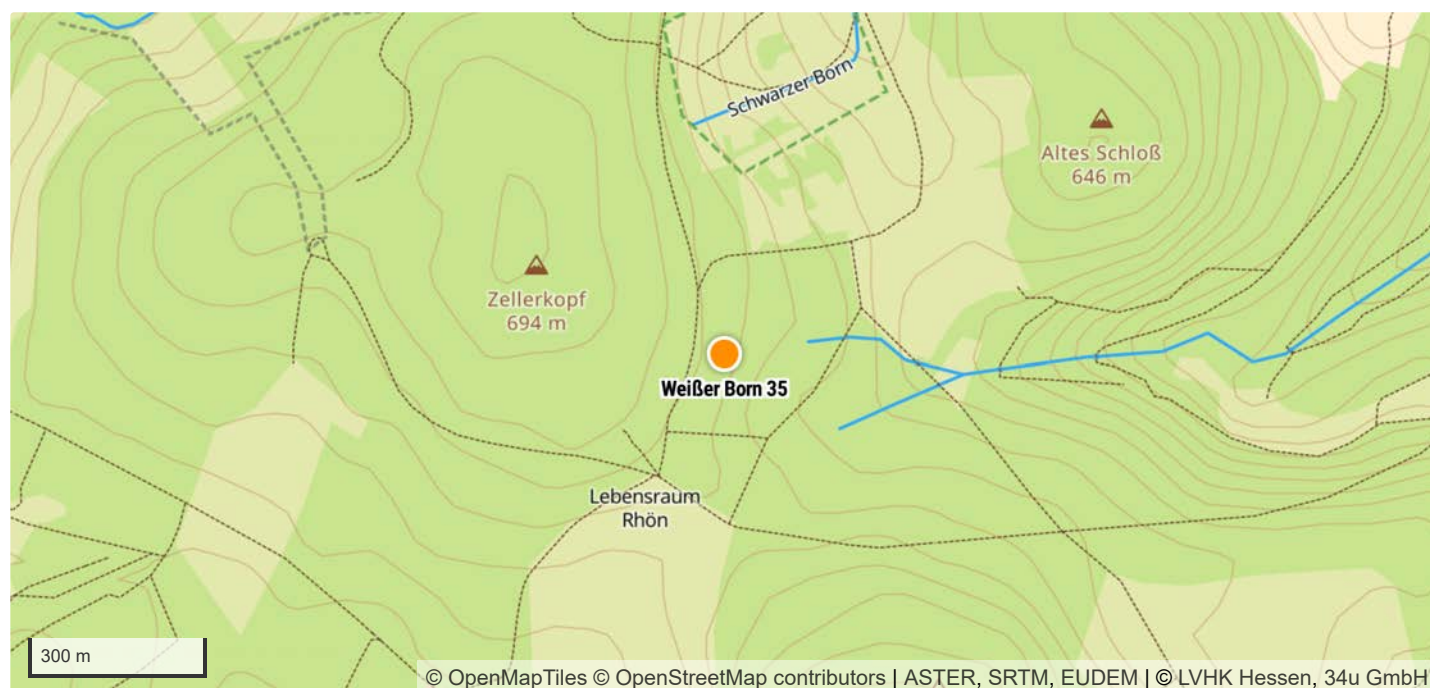 Schwarzer Born
Altes Schloß
646 m
Zellerkopf
694 m
Weißer Born 35
Lebensraum
Rhön
300 m
© OpenMapTiles © OpenStreetMap contributors | ASTER, SRTM, EUDEM | © LVHK Hessen, 34u GmbH